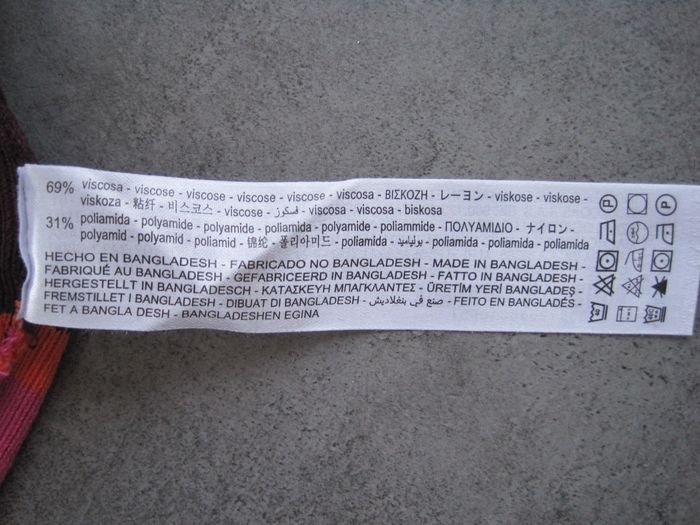 69% viscosa - viscose - viscose - viscose - viscose - viscosa - ΒΙΣΚΟΖΗ - レーヨン - viskose - viskose -
viskoza - 粘纤 - 비스코스 - viscose - فسكوز - viscosa - viscosa - biskosa
31% poliamida - polyamide - polyamide - poliamida - polyamide - poliammide - ΠΟΛΥΑΜΙΔΙΟ - ナイロン -
polyamid - polyamid - poliamid - 锦纶 - 폴리아미드 - poliamida - بولياميد - poliamida - poliamida
HECHO EN BANGLADESH - FABRICADO NO BANGLADESH - MADE IN BANGLADESH -
FABRIQUÉ AU BANGLADESH - GEFABRICEERD IN BANGLADESH - FATTO IN BANGLADESH -
HERGESTELLT IN BANGLADESCH - ΚΑΤΑΣΚΕΥΗ ΜΠΑΓΚΛΑΝΤΕΣ - ÜRETİM YERİ BANGLADEŞ -
FREMSTILLET I BANGLADESH - DIBUAT DI BANGLADESH - صنع في بنغلاديش - FEITO EN BANGLADÉS -
FET A BANGLA DESH - BANGLADESHEN EGINA